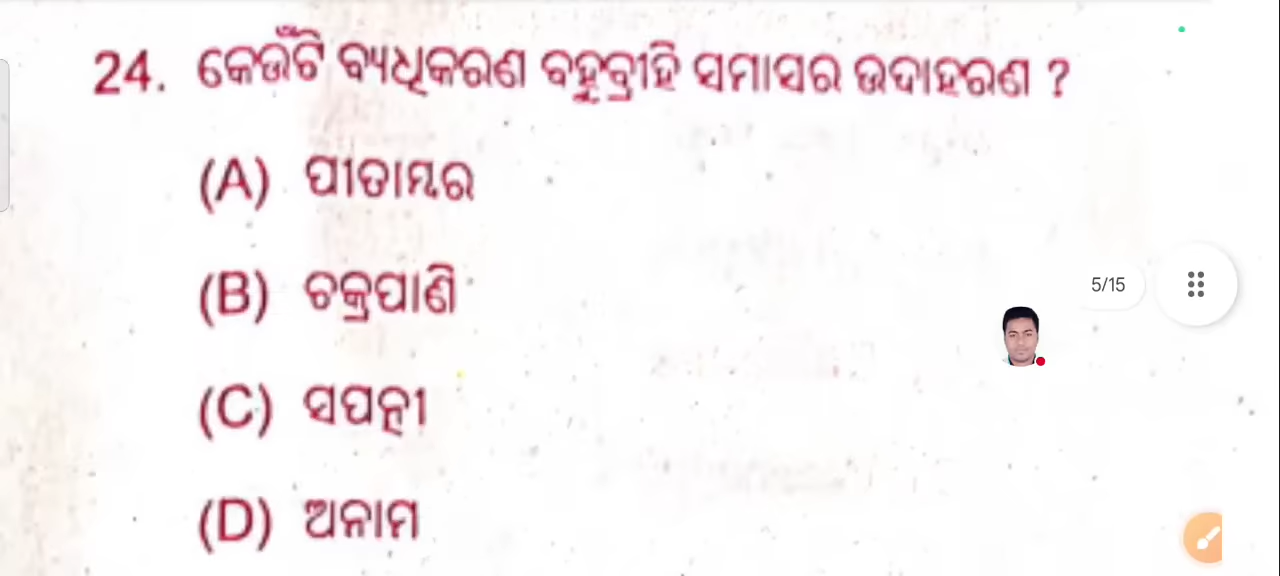 24. କେଉଁଟି ବ୍ୟଧିକରଣ ବହୁବ୍ରୀହି ସମାସର ଉଦାହରଣ ?
(A) ପୀତାମ୍ବର
(B) ଚକ୍ରପାଣି
5/15
(C) ସପତ୍ନୀ
(D) ଅନାମ